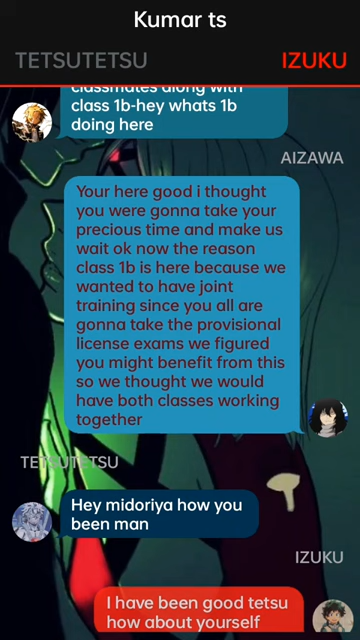 Kumar ts
TETSUTETSU
IZUKU
classmates along with
class 1b-hey whats 1b
doing here
AIZAWA
Your here good i thought
you were gonna take your
precious time and make us
wait ok now the reason
class 1b is here because we
wanted to have joint
training since you all are
gonna take the provisional
license exams we figured
you might benefit from this
so we thought we would
have both classes working
together
TETSUTETSU
Hey midoriya how you
been man
IZUKU
I have been good tetsu
how about yourself